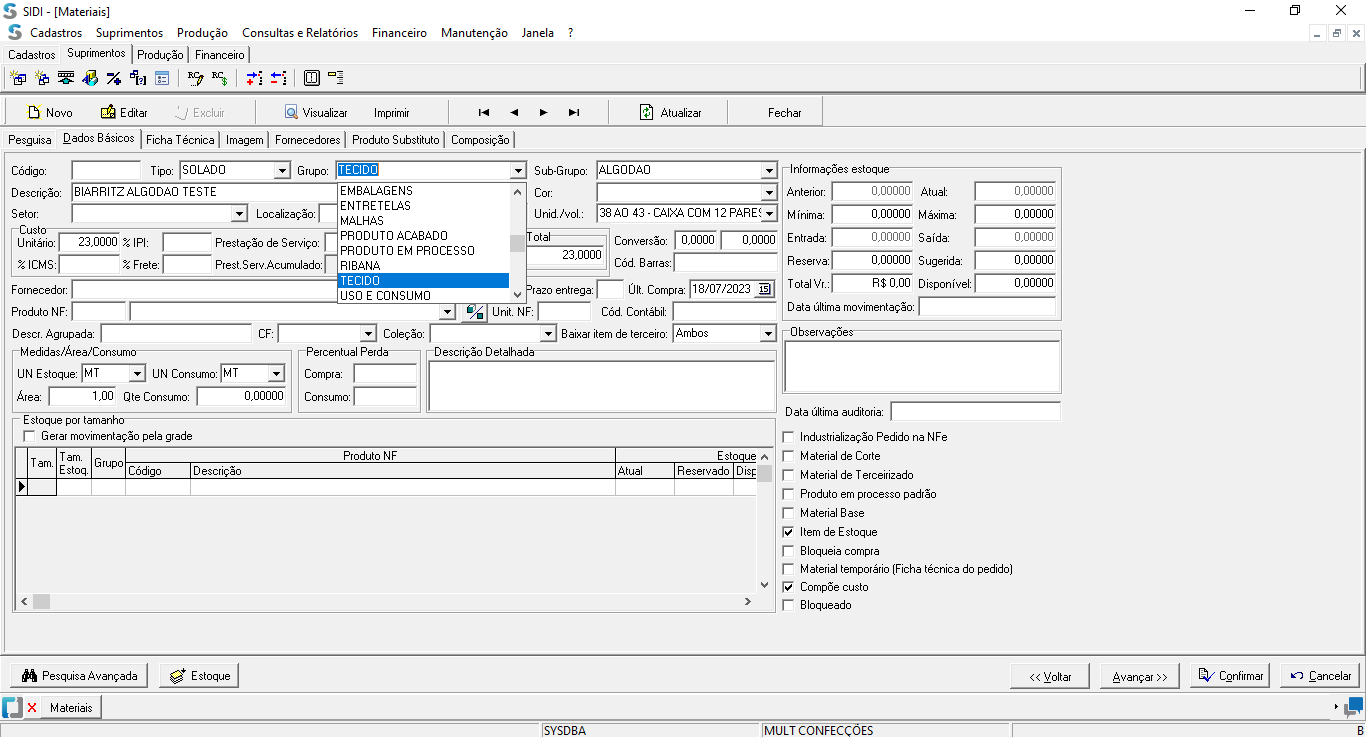 SIDI - [Materiais]
Cadastros Suprimentos Produção Consultas e Relatórios Financeiro Manutenção Janela ?
Cadastros Suprimentos Produção Financeiro
Novo Editar Excluir Visualizar Imprimir Atualizar Fechar
Pesquisa Dados Básicos Ficha Técnica Imagem Fornecedores Produto Substituto Composição
Código: Tipo: SOLADO Grupo: TECIDO Sub-Grupo: ALGODAO
Descrição: BIARRITZ ALGODAO TESTE Cor:
Setor: Localização: Unid./vol.: 38 AO 43 - CAIXA COM 12 PARES
EMBALAGENS
ENTRETELAS
MALHAS
PRODUTO ACABADO
PRODUTO EM PROCESSO
RIBANA
TECIDO
USO E CONSUMO
Custo
Unitário: 23,0000 % IPI: Prestação de Serviço: Total 23,0000 Conversão: 0,0000 0,0000
% ICMS: % Frete: Prest.Serv.Acumulado: Cód. Barras:
Fornecedor: Prazo entrega: Últ. Compra: 18/07/2023 15
Produto NF: Unit. NF: Cód. Contábil:
Descr. Agrupada: CF: Coleção: Baixar item de terceiro: Ambos
Medidas/Área/Consumo
UN Estoque: MT UN Consumo: MT
Área: 1,00 Qte Consumo: 0,00000
Percentual Perda
Compra:
Consumo:
Descrição Detalhada
Estoque por tamanho
Gerar movimentação pela grade
Tam. Tam. Estoq. Grupo Produto NF Estoque
Código Descrição Atual Reservado Disp
Informações estoque
Anterior: 0,00000 Atual: 0,00000
Mínima: 0,00000 Máxima: 0,00000
Entrada: 0,00000 Saída: 0,00000
Reserva: 0,00000 Sugerida: 0,00000
Total Vr.: R$ 0,00 Disponível: 0,00000
Data última movimentação:
Observações
Data última auditoria:
Industrialização Pedido na NFe
Material de Corte
Material de Terceirizado
Produto em processo padrão
Material Base
Item de Estoque
Bloqueia compra
Material temporário (Ficha técnica do pedido)
Compõe custo
Bloqueado
Pesquisa Avançada Estoque << Voltar Avançar >> Confirmar Cancelar
Materiais
SYSDBA MULT CONFECÇÕES B